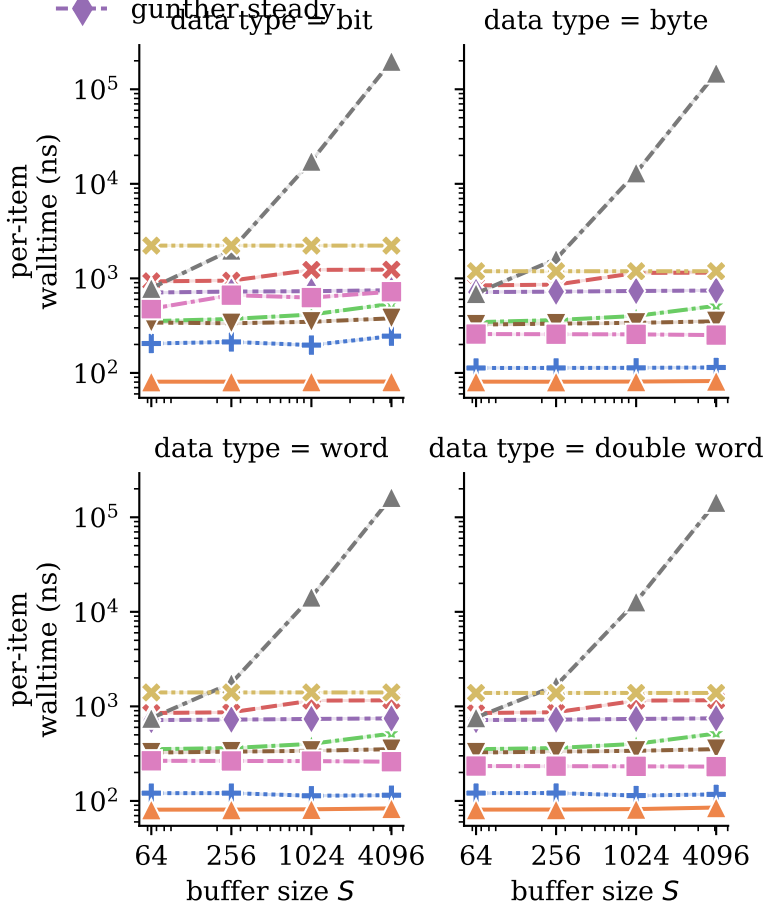 gunther steady
data type = bit
data type = byte
per-item
walltime (ns)
10⁵
10⁴
10³
10²
data type = word
data type = double word
per-item
walltime (ns)
10⁵
10⁴
10³
10²
64 256 1024 4096
64 256 1024 4096
buffer size S
buffer size S